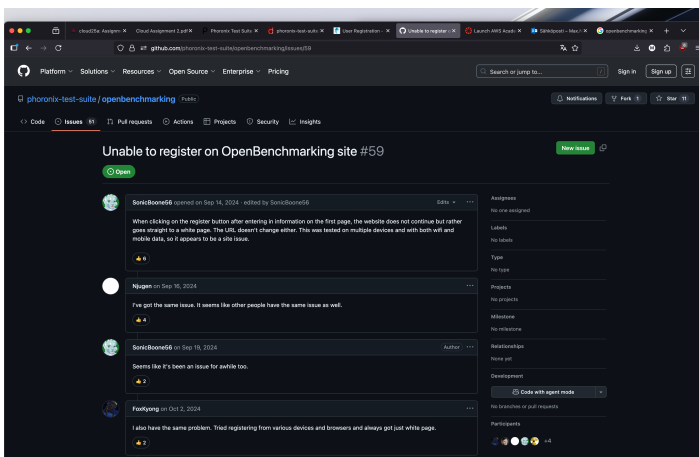 cloud25a: Assignm
Cloud Assignment 2.pdf
Phoronix Test Suite
phoronix-test-suite
User Registration -
Unable to register o
Launch AWS Acade
Sähköposti – Max.l
openbenchmarking
github.com/phoronix-test-suite/openbenchmarking/issues/59
Platform
Solutions
Resources
Open Source
Enterprise
Pricing
Search or jump to...
/
Sign in
Sign up
phoronix-test-suite / openbenchmarking Public
Notifications
Fork 1
Star 11
Code
Issues 51
Pull requests
Actions
Projects
Security
Insights
Unable to register on OpenBenchmarking site #59
New issue
Open
SonicBoone56 opened on Sep 14, 2024 · edited by SonicBoone56
Edits
When clicking on the register button after entering in information on the first page, the website does not continue but rather
goes straight to a white page. The URL doesn't change either. This was tested on multiple devices and with both wifi and
mobile data, so it appears to be a site issue.
👍 6
Njugen on Sep 16, 2024
I've got the same issue. It seems like other people have the same issue as well.
👍 4
SonicBoone56 on Sep 19, 2024
Author
Seems like it's been an issue for awhile too.
👍 2
FoxKyong on Oct 2, 2024
I also have the same problem. Tried registering from various devices and browsers and always got just white page.
👍 2
Assignees
No one assigned
Labels
No labels
Type
No type
Projects
No projects
Milestone
No milestone
Relationships
None yet
Development
Code with agent mode
No branches or pull requests
Participants
+4